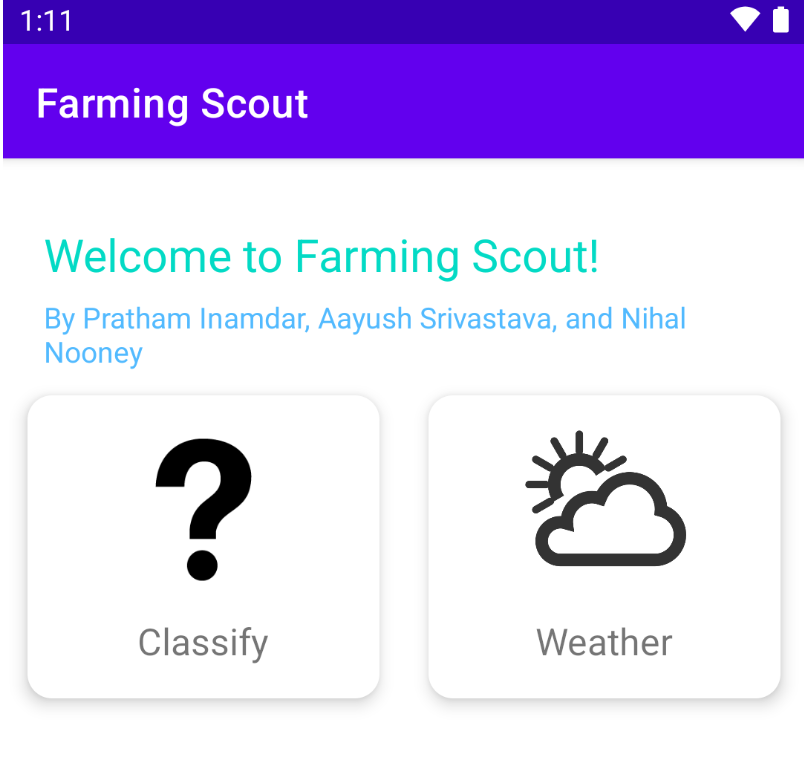 1:11
Farming Scout
Welcome to Farming Scout!
By Pratham Inamdar, Aayush Srivastava, and Nihal
Nooney
?
Classify
Weather